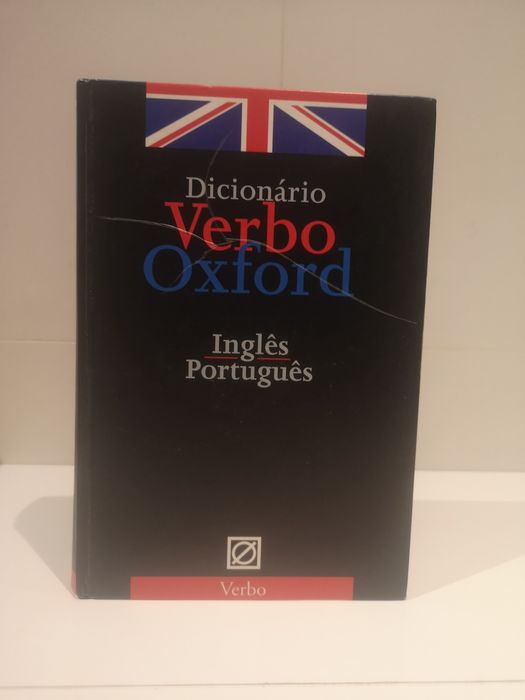 Dicionário
Verbo
Oxford
Inglês
Português
Verbo